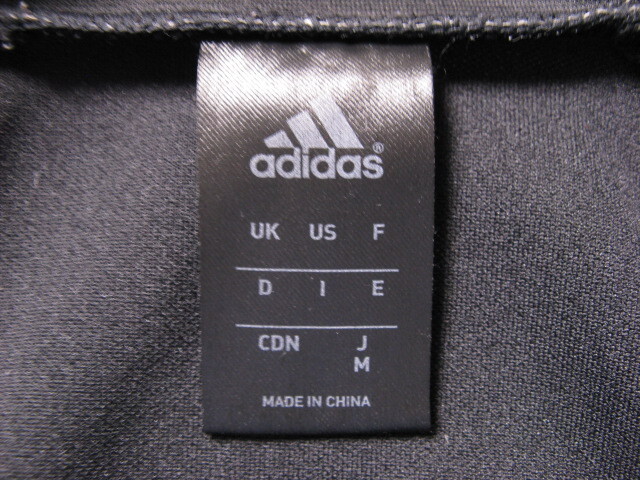 adidas®
UK US F
D I E
CDN J
M
MADE IN CHINA